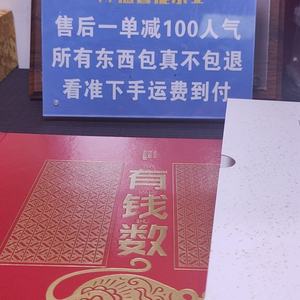 售后一单减100人气
所有东西包真不包退
看准下手运费到付
有
钱
数